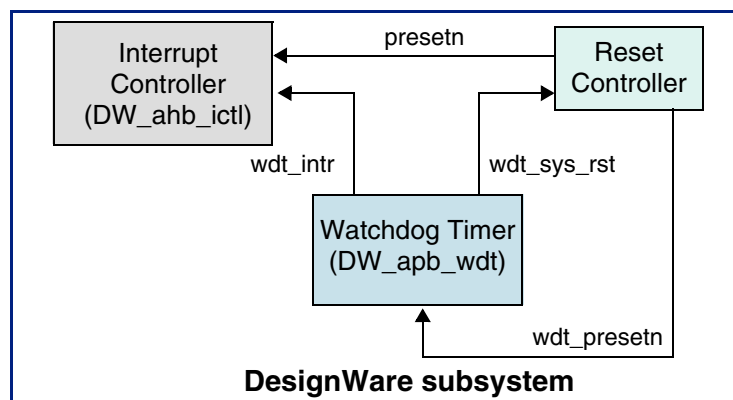 Interrupt
Controller
(DW_ahb_ictl)
presetn
Reset
Controller
wdt_intr
wdt_sys_rst
Watchdog Timer
(DW_apb_wdt)
wdt_presetn
DesignWare subsystem